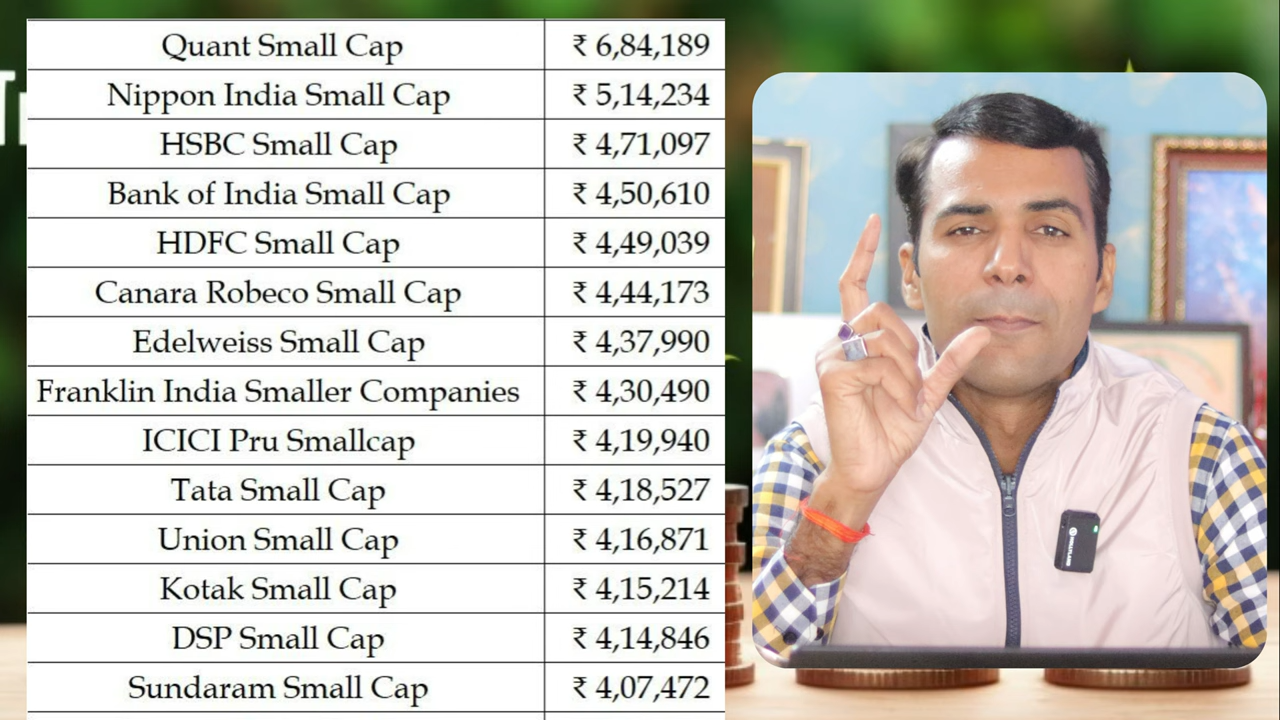 Quant Small Cap ₹ 6,84,189
Nippon India Small Cap ₹ 5,14,234
HSBC Small Cap ₹ 4,71,097
Bank of India Small Cap ₹ 4,50,610
HDFC Small Cap ₹ 4,49,039
Canara Robeco Small Cap ₹ 4,44,173
Edelweiss Small Cap ₹ 4,37,990
Franklin India Smaller Companies ₹ 4,30,490
ICICI Pru Smallcap ₹ 4,19,940
Tata Small Cap ₹ 4,18,527
Union Small Cap ₹ 4,16,871
Kotak Small Cap ₹ 4,15,214
DSP Small Cap ₹ 4,14,846
Sundaram Small Cap ₹ 4,07,472